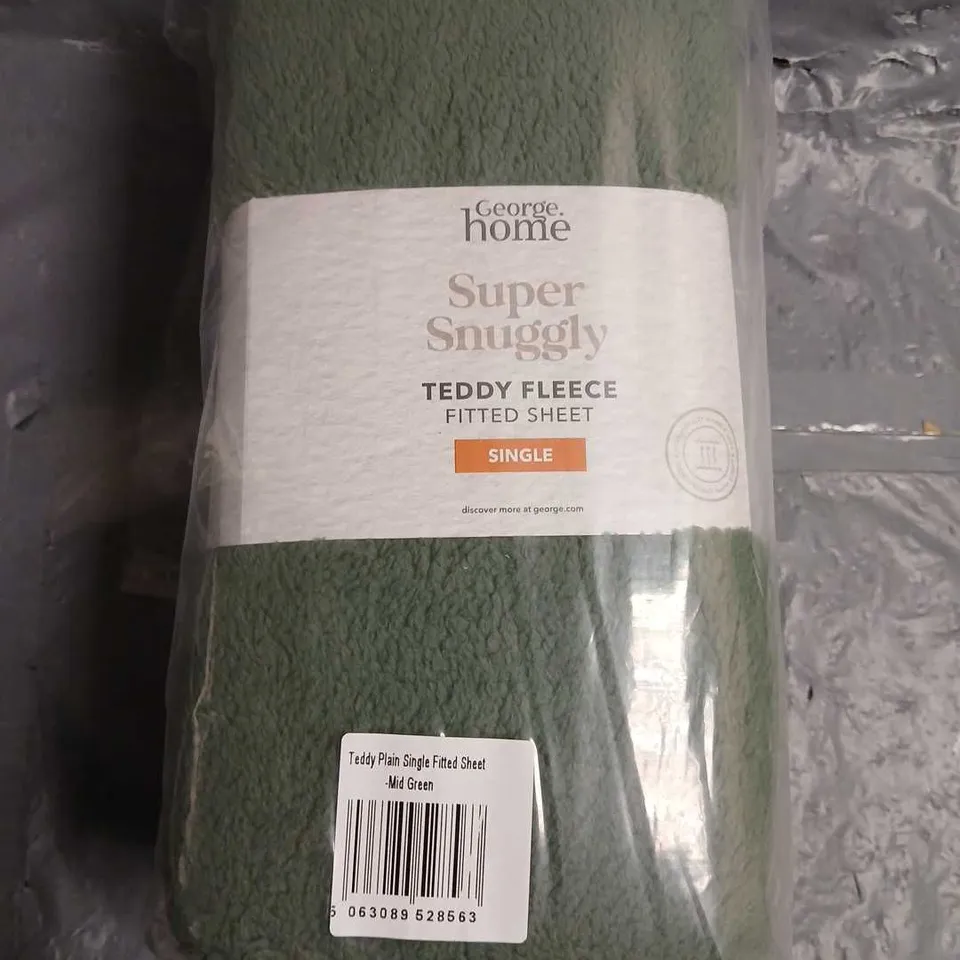 George.
home
Super
Snuggly
TEDDY FLEECE
FITTED SHEET
SINGLE
discover more at george.com
Teddy Plain Single Fitted Sheet
-Mid Green
5 063089 528563